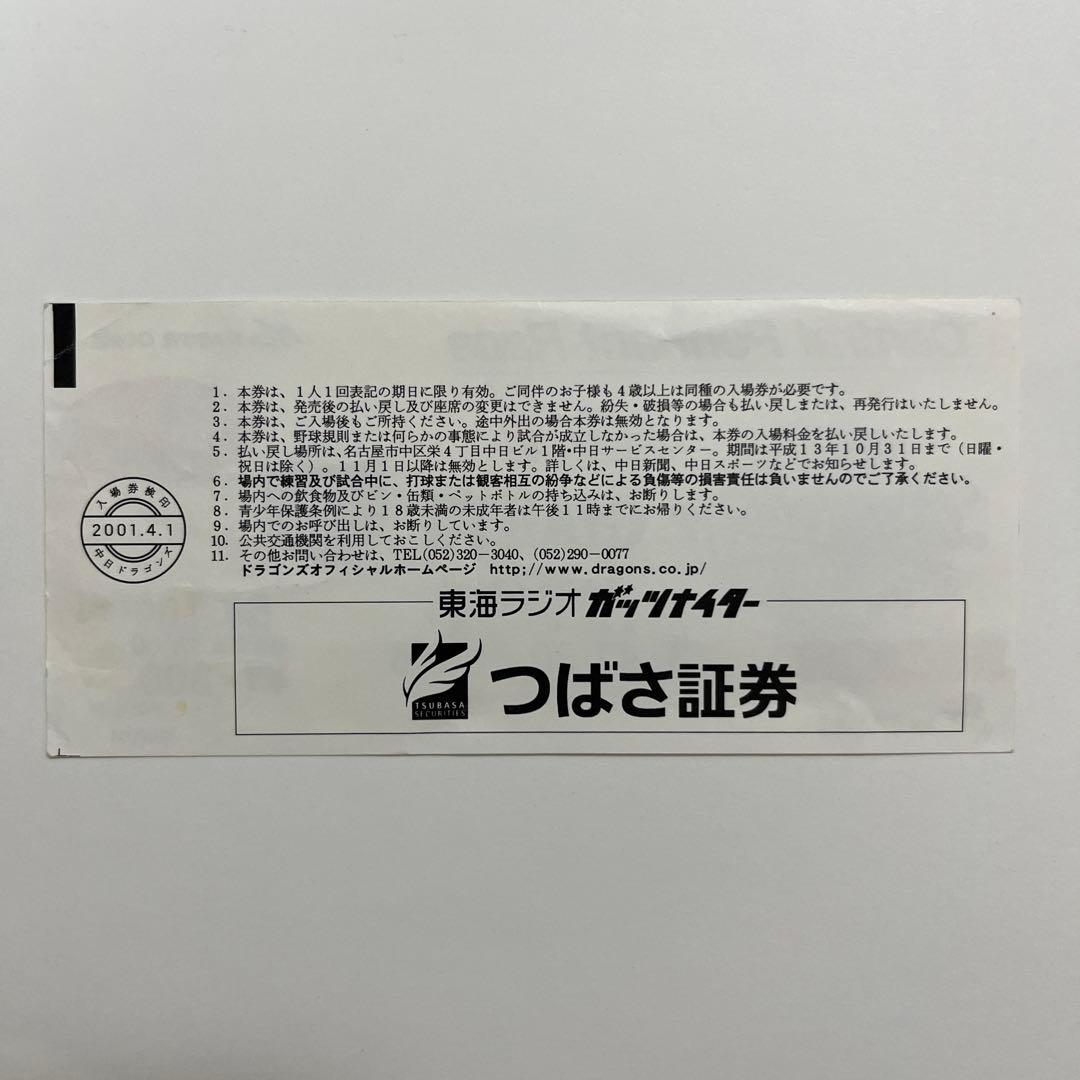 1. 本券は、1人1回表記の期日に限り有効。ご同伴のお子様も4歳以上は同種の入場券が必要です。
2. 本券は、発売後の払い戻し及び座席の変更はできません。紛失・破損等の場合も払い戻しまたは、再発行はいたしません。
3. 本券は、ご入場後もご所持ください。途中外出の場合本券は無効となります。
4. 本券は、野球規則または何らかの事態により試合が成立しなかった場合は、本券の入場料金を払い戻しいたします。
5. 払い戻し場所は、名古屋市中区栄4丁目中日ビル1階・中日サービスセンター。期間は平成13年10月31日まで(日曜・
祝日は除く)。11月1日以降は無効とします。詳しくは、中日新聞、中日スポーツなどでお知らせします。
6. 場内で練習及び試合中に、打球または観客相互の紛争などによる負傷等の損害責任は負いませんのでご了承ください。
7. 場内への飲食物及びビン・缶類・ペットボトルの持ち込みは、お断りします。
8. 青少年保護条例により18歳未満の未成年者は午後11時までにお帰りください。
9. 場内でのお呼び出しは、お断りしています。
10. 公共交通機関を利用しておこしください。
11. その他お問い合わせは、TEL(052)320-3040、(052)290-0077
ドラゴンズオフィシャルホームページ http;//www.dragons.co.jp/
入場券検印
2001.4.1
中日ドラゴンズ
東海ラジオ ガッツナイター
TSUBASA
SECURITIES
つばさ証券